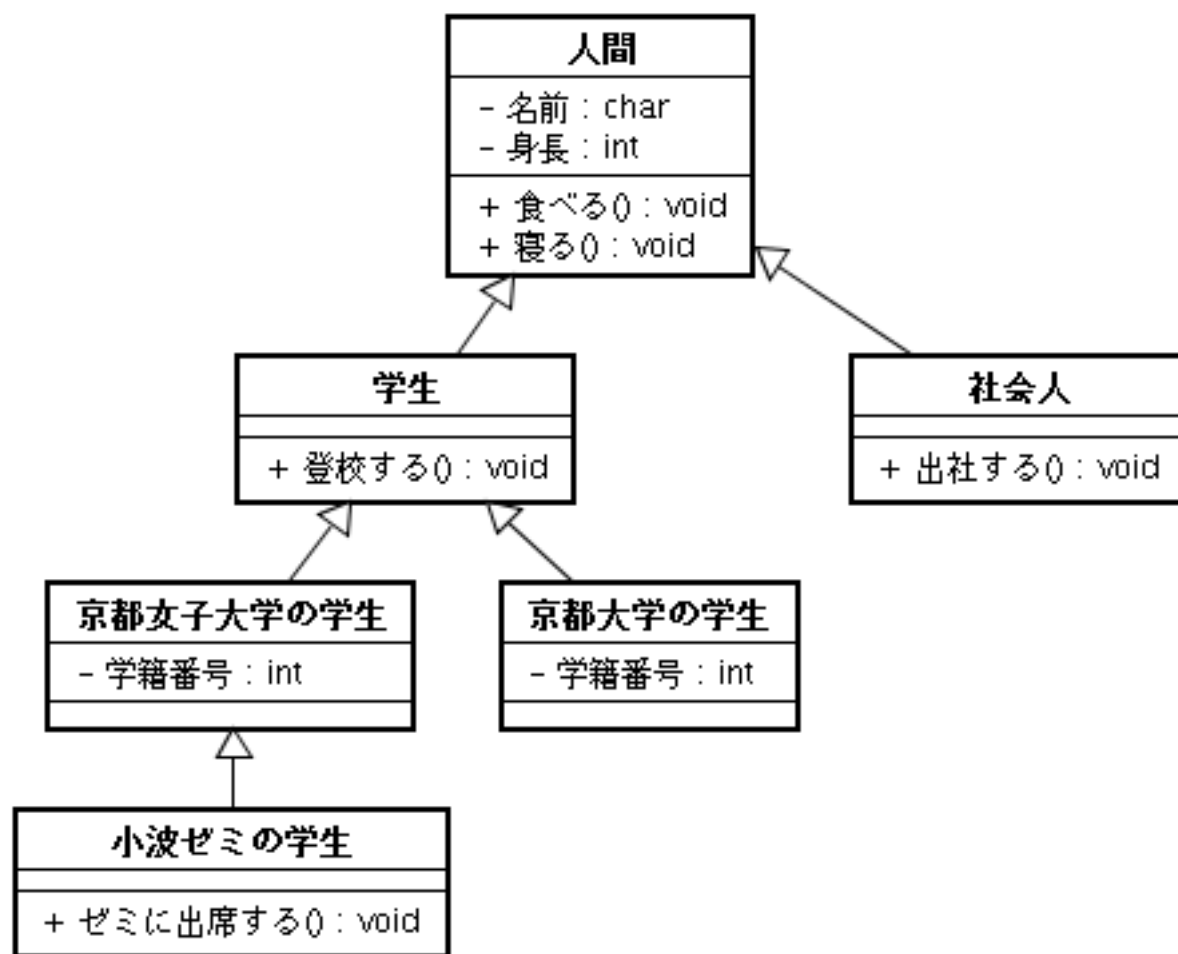 人間
- 名前 : char
- 身長 : int
+ 食べる() : void
+ 寝る() : void
学生
+ 登校する() : void
社会人
+ 出社する() : void
京都女子大学の学生
- 学籍番号 : int
京都大学の学生
- 学籍番号 : int
小波ゼミの学生
+ ゼミに出席する() : void